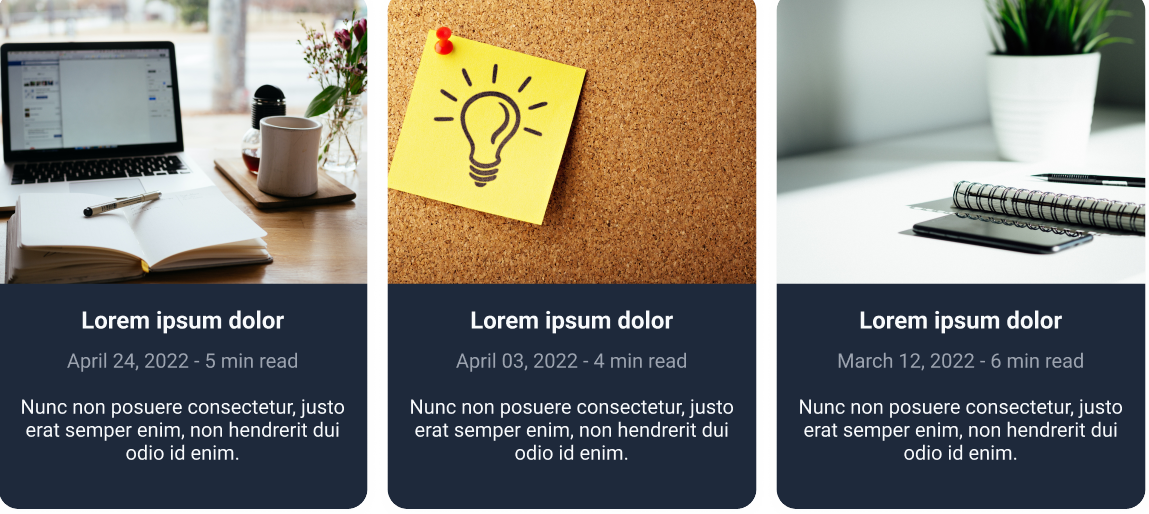 Lorem ipsum dolor
April 24, 2022 - 5 min read
Nunc non posuere consectetur, justo
erat semper enim, non hendrerit dui
odio id enim.
Lorem ipsum dolor
April 03, 2022 - 4 min read
Nunc non posuere consectetur, justo
erat semper enim, non hendrerit dui
odio id enim.
Lorem ipsum dolor
March 12, 2022 - 6 min read
Nunc non posuere consectetur, justo
erat semper enim, non hendrerit dui
odio id enim.